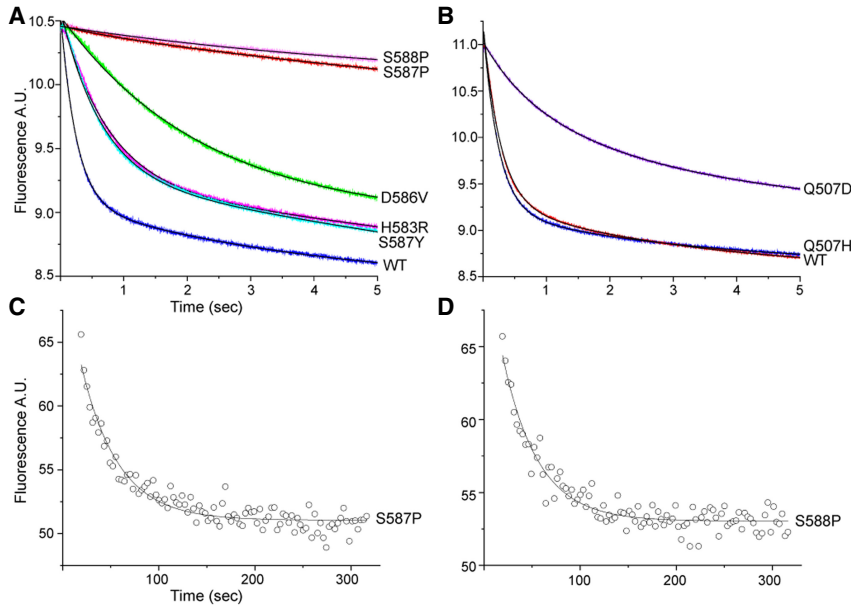 A
Fluorescence A.U.
10.5
10.0
9.5
9.0
8.5
1
2
3
4
5
Time (sec)
S588P
S587P
D586V
H583R
S587Y
WT
B
11.0
10.5
10.0
9.5
9.0
8.5
1
2
3
4
5
Q507D
Q507H
WT
C
Fluorescence A.U.
65
60
55
50
100
200
300
Time (sec)
S587P
D
65
60
55
50
100
200
300
S588P